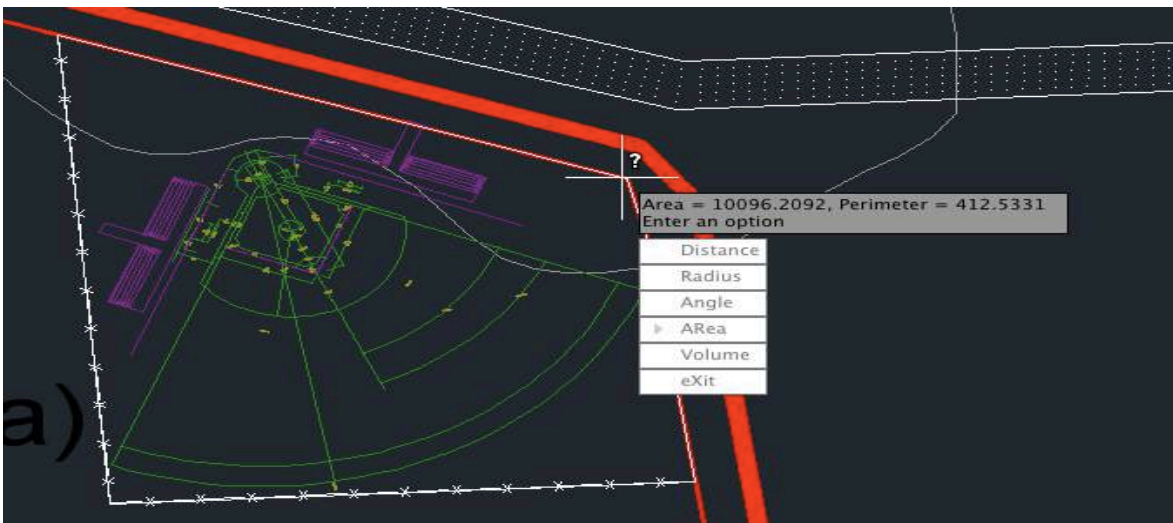 ?
Area = 10096.2092, Perimeter = 412.5331
Enter an option
Distance
Radius
Angle
ARea
Volume
eXit
a)